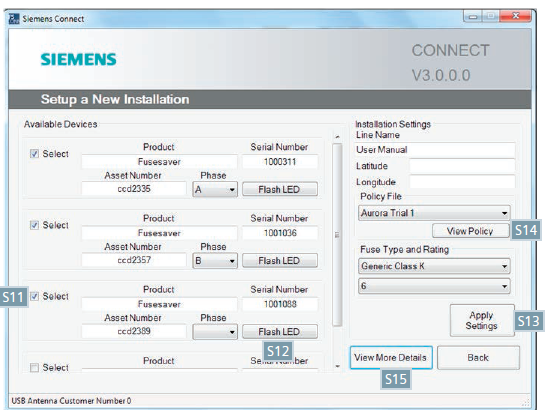 Siemens Connect
SIEMENS
CONNECT
V3.0.0.0
Setup a New Installation
Available Devices
Select
Product
Fusesaver
Serial Number
1000311
Asset Number
ccd2335
Phase
A
Flash LED
Select
Product
Fusesaver
Serial Number
1001036
Asset Number
ccd2357
Phase
B
Flash LED
S11
Select
Product
Fusesaver
Serial Number
1001088
Asset Number
ccd2389
Phase
Flash LED
S12
Select
Product
Serial Number
Installation Settings
Line Name
User Manual
Latitude
Longitude
Policy File
Aurora Trial 1
View Policy
S14
Fuse Type and Rating
Generic Class K
6
Apply Settings
S13
View More Details
S15
Back
USB Antenna Customer Number 0